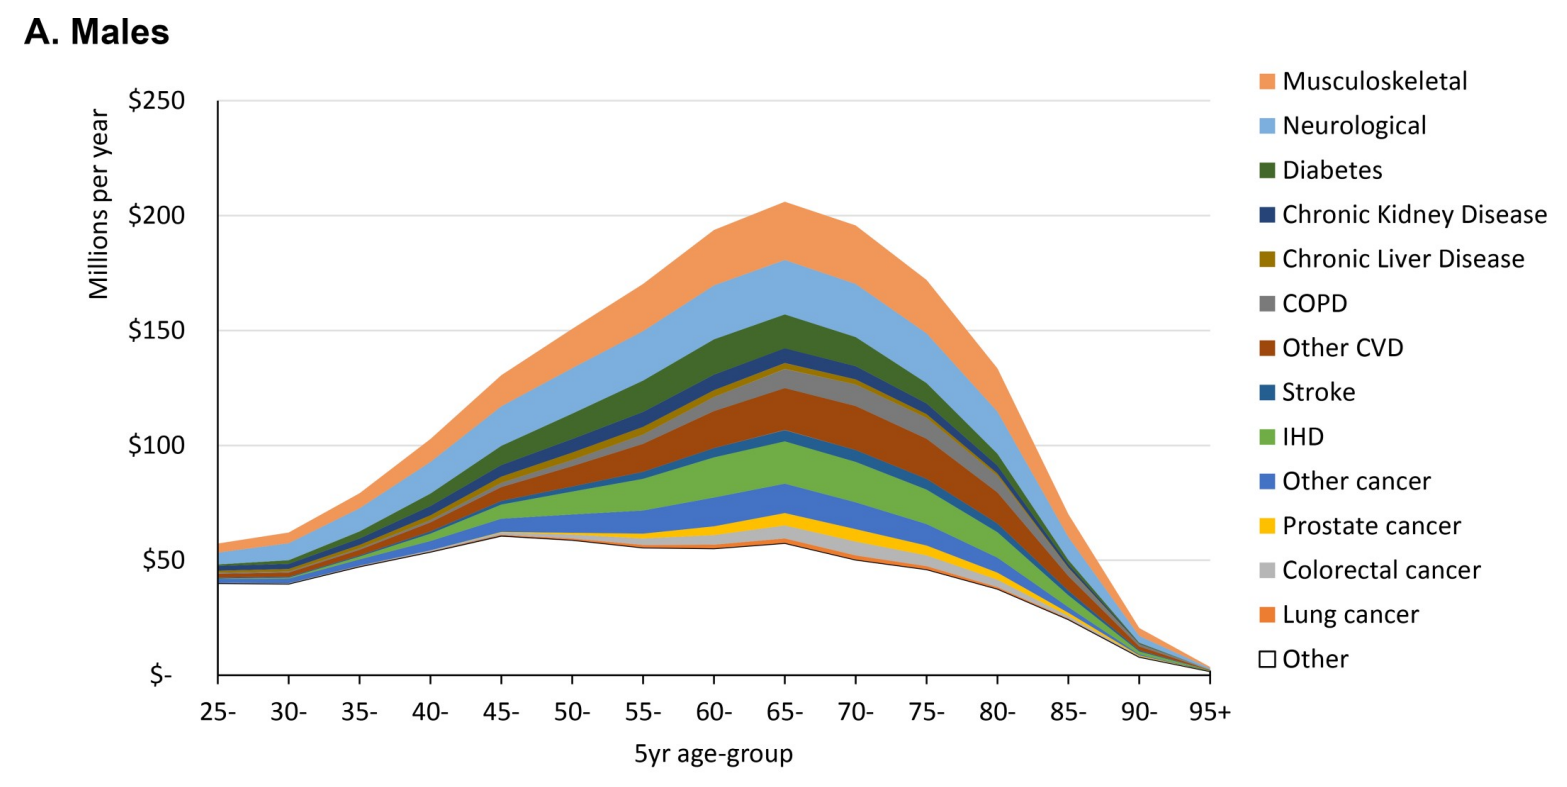 A. Males
Millions per year
$250
$200
$150
$100
$50
$-
25- 30- 35- 40- 45- 50- 55- 60- 65- 70- 75- 80- 85- 90- 95+
5yr age-group
Musculoskeletal
Neurological
Diabetes
Chronic Kidney Disease
Chronic Liver Disease
COPD
Other CVD
Stroke
IHD
Other cancer
Prostate cancer
Colorectal cancer
Lung cancer
Other